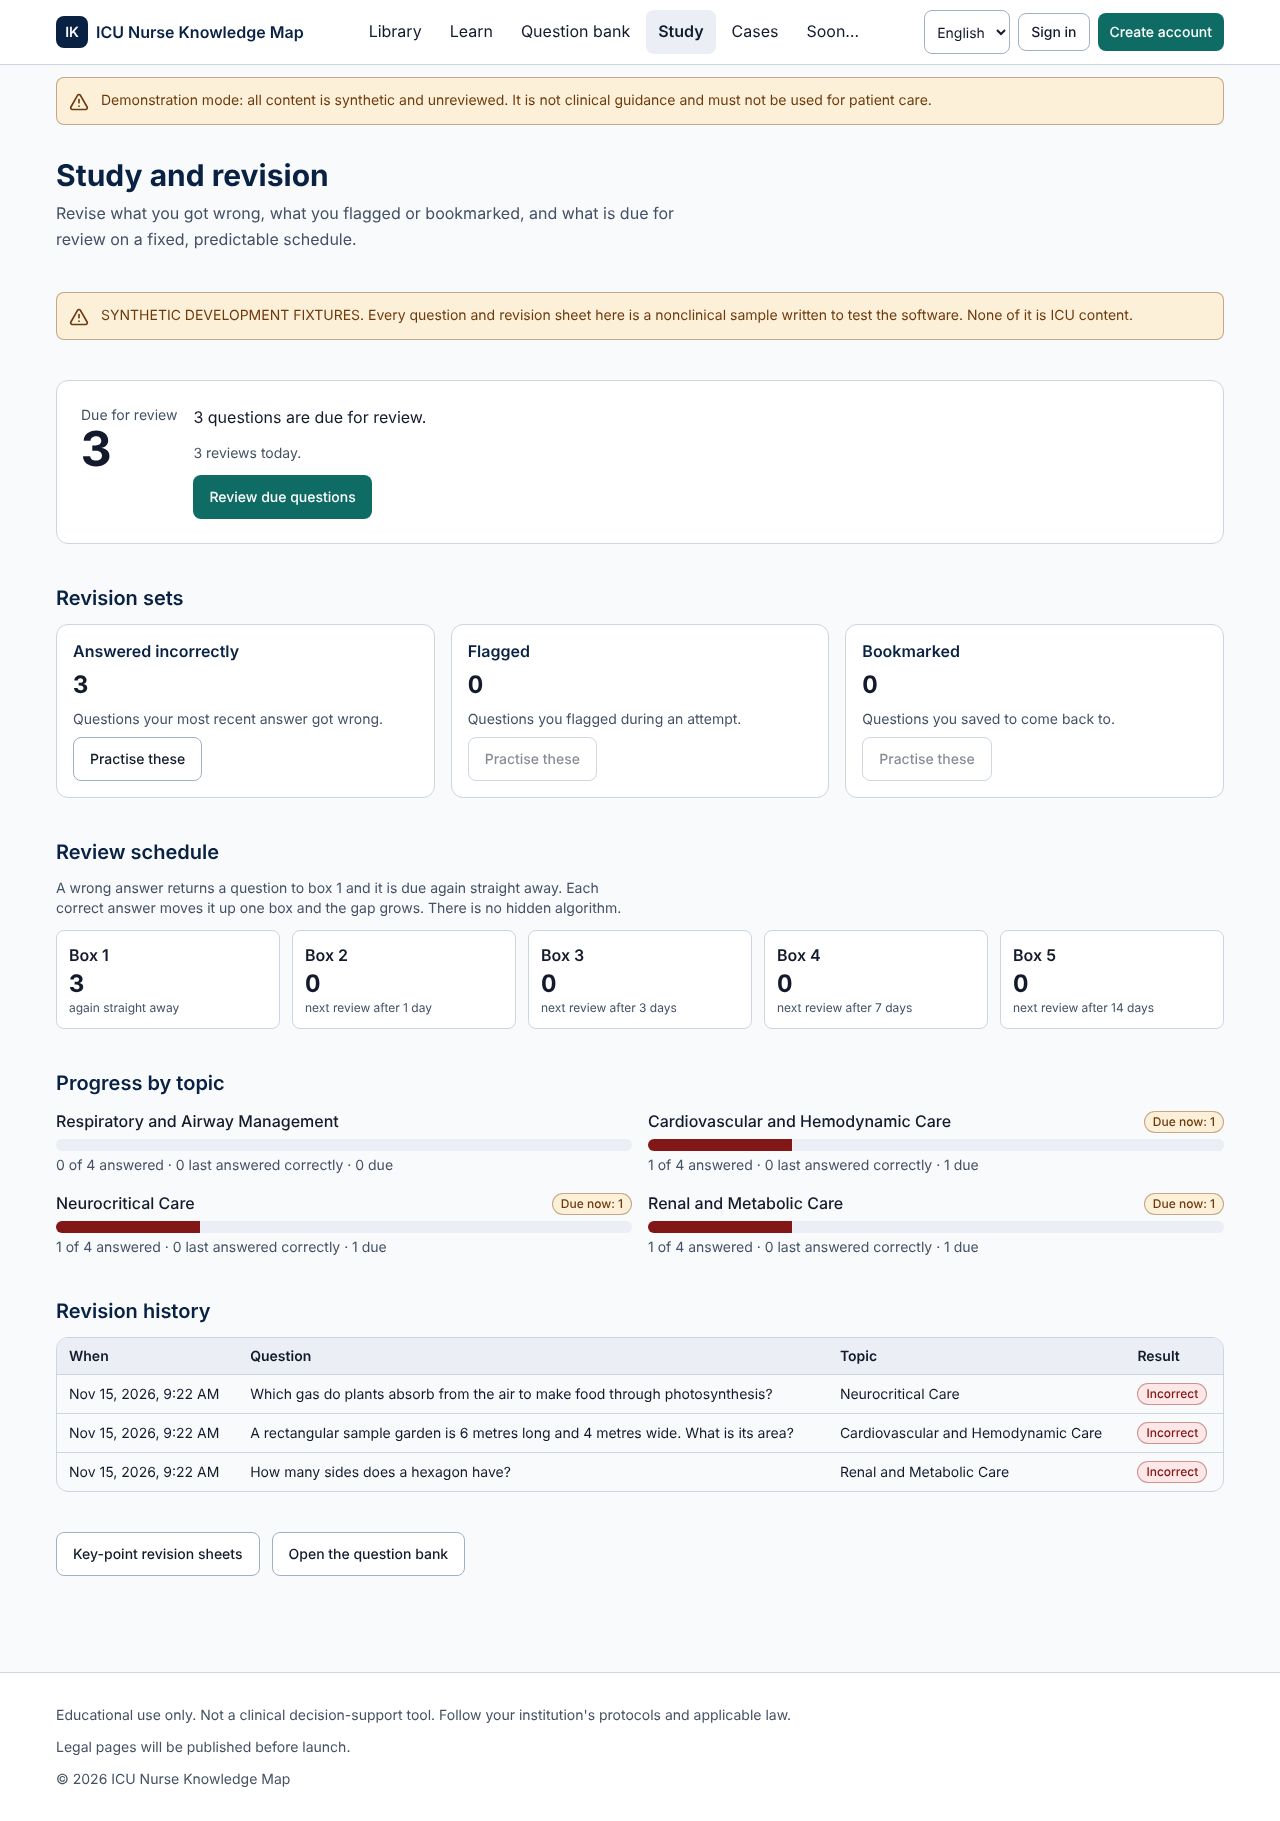 IK ICU Nurse Knowledge Map Library Learn Question bank Study Cases Soon... English Sign in Create account
Demonstration mode: all content is synthetic and unreviewed. It is not clinical guidance and must not be used for patient care.
Study and revision
Revise what you got wrong, what you flagged or bookmarked, and what is due for
review on a fixed, predictable schedule.
SYNTHETIC DEVELOPMENT FIXTURES. Every question and revision sheet here is a nonclinical sample written to test the software. None of it is ICU content.
Due for review
3
3 questions are due for review.
3 reviews today.
Review due questions
Revision sets
Answered incorrectly
3
Questions your most recent answer got wrong.
Practise these
Flagged
0
Questions you flagged during an attempt.
Practise these
Bookmarked
0
Questions you saved to come back to.
Practise these
Review schedule
A wrong answer returns a question to box 1 and it is due again straight away. Each
correct answer moves it up one box and the gap grows. There is no hidden algorithm.
Box 1
3
again straight away
Box 2
0
next review after 1 day
Box 3
0
next review after 3 days
Box 4
0
next review after 7 days
Box 5
0
next review after 14 days
Progress by topic
Respiratory and Airway Management
0 of 4 answered · 0 last answered correctly · 0 due
Cardiovascular and Hemodynamic Care Due now: 1
1 of 4 answered · 0 last answered correctly · 1 due
Neurocritical Care Due now: 1
1 of 4 answered · 0 last answered correctly · 1 due
Renal and Metabolic Care Due now: 1
1 of 4 answered · 0 last answered correctly · 1 due
Revision history
When Question Topic Result
Nov 15, 2026, 9:22 AM Which gas do plants absorb from the air to make food through photosynthesis? Neurocritical Care Incorrect
Nov 15, 2026, 9:22 AM A rectangular sample garden is 6 metres long and 4 metres wide. What is its area? Cardiovascular and Hemodynamic Care Incorrect
Nov 15, 2026, 9:22 AM How many sides does a hexagon have? Renal and Metabolic Care Incorrect
Key-point revision sheets Open the question bank
Educational use only. Not a clinical decision-support tool. Follow your institution's protocols and applicable law.
Legal pages will be published before launch.
© 2026 ICU Nurse Knowledge Map